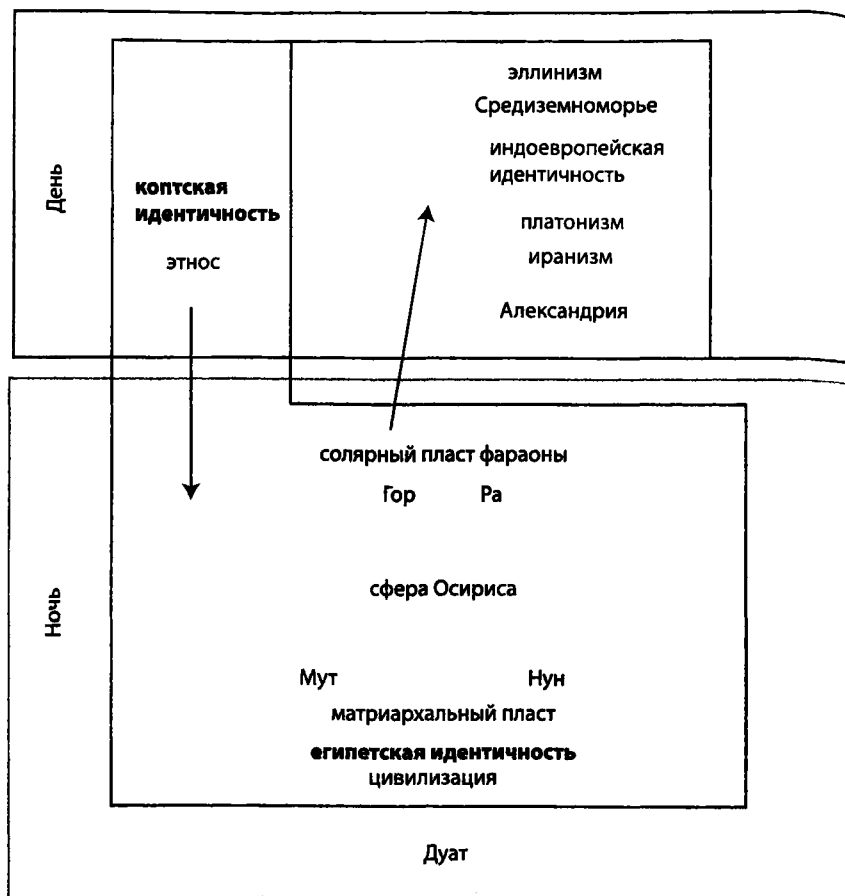 День
коптская
идентичность
этнос
эллинизм
Средиземноморье
индоевропейская
идентичность
платонизм
иранизм
Александрия
Ночь
солярный пласт фараоны
Гор Ра
сфера Осириса
Мут Нун
матриархальный пласт
египетская идентичность
цивилизация
Дуат